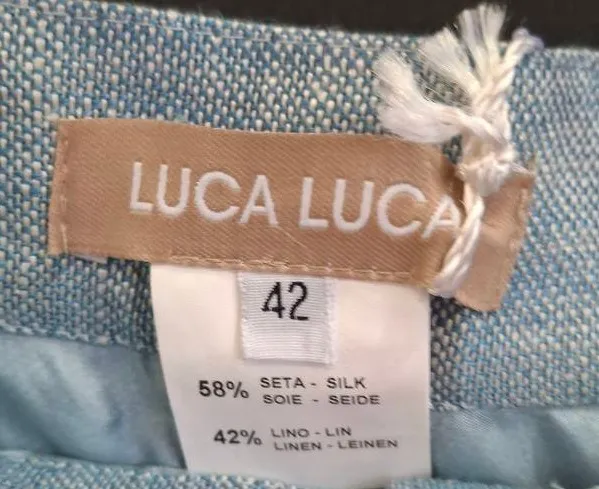 LUCA LUCA
42
58% SETA - SILK
SOIE - SEIDE
42% LINO - LIN
LINEN - LEINEN